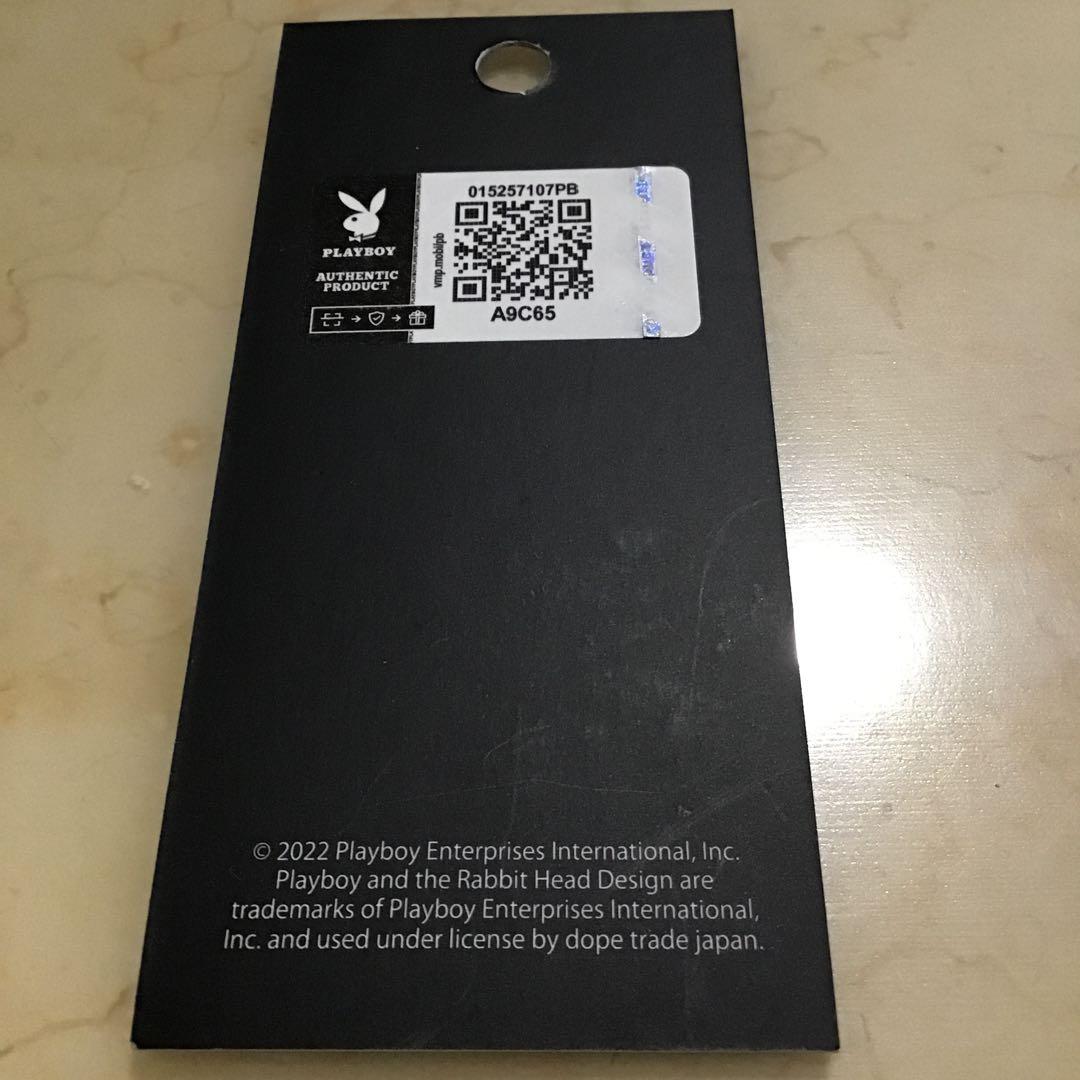 015257107PB
PLAYBOY
AUTHENTIC
PRODUCT
vmp.mobi/pb
A9C65
© 2022 Playboy Enterprises International, Inc.
Playboy and the Rabbit Head Design are
trademarks of Playboy Enterprises International,
Inc. and used under license by dope trade japan.